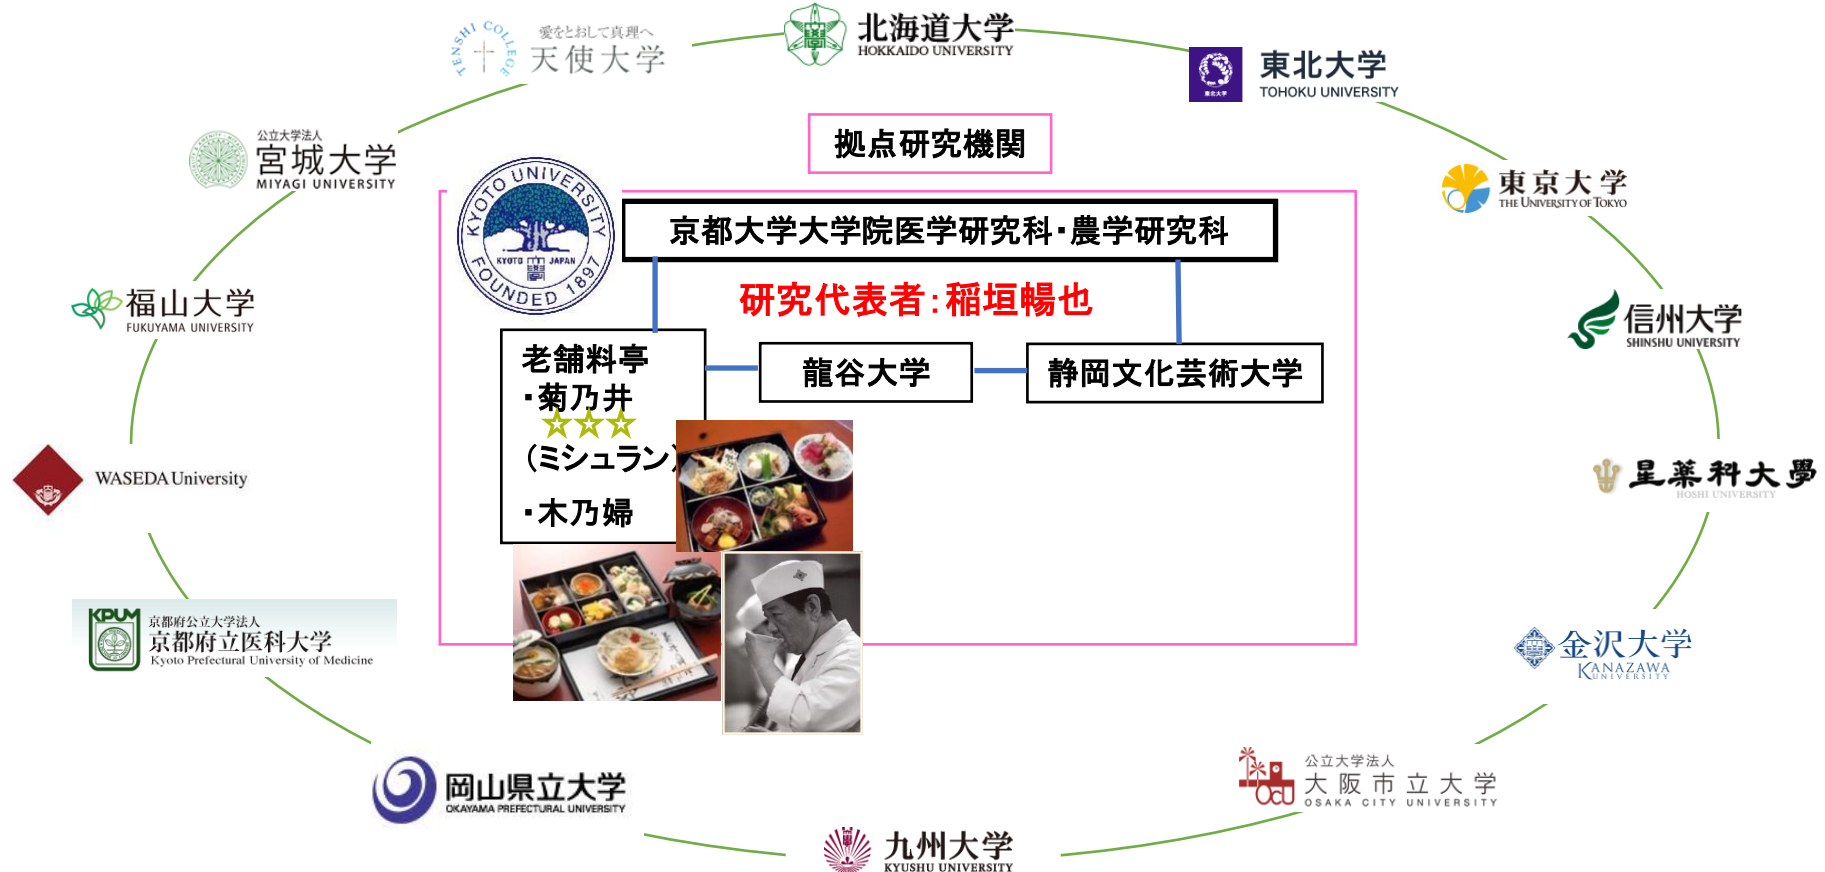 TENSHI COLLEGE
愛をとおして真理へ
天使大学
北海道大学
HOKKAIDO UNIVERSITY
東北大学
東北大学
TOHOKU UNIVERSITY
公立大学法人
宮城大学
MIYAGI UNIVERSITY
拠点研究機関
東京大学
THE UNIVERSITY OF TOKYO
KYOTO UNIVERSITY
KYOTO JAPAN
FOUNDED 1897
京都大学大学院医学研究科・農学研究科
研究代表者：稲垣暢也
福山大学
FUKUYAMA UNIVERSITY
信州大学
SHINSHU UNIVERSITY
老舗料亭
・菊乃井
☆☆☆
（ミシュラン）
・木乃婦
龍谷大学
静岡文化芸術大学
WASEDA University
星薬科大學
HOSHI UNIVERSITY
KPUM
京都府公立大学法人
京都府立医科大学
Kyoto Prefectural University of Medicine
金沢大学
KANAZAWA
UNIVERSITY
岡山県立大学
OKAYAMA PREFECTURAL UNIVERSITY
OCU
公立大学法人
大阪市立大学
OSAKA CITY UNIVERSITY
九州大学
KYUSHU UNIVERSITY